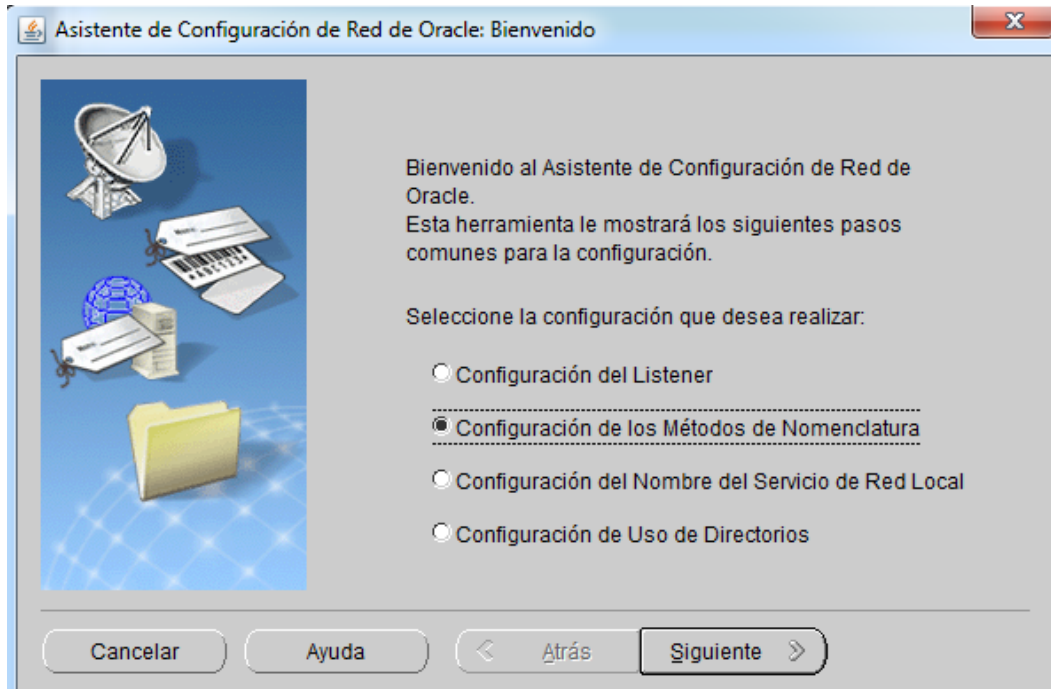 Asistente de Configuración de Red de Oracle: Bienvenido
Bienvenido al Asistente de Configuración de Red de
Oracle.
Esta herramienta le mostrará los siguientes pasos
comunes para la configuración.
Seleccione la configuración que desea realizar:
Configuración del Listener
Configuración de los Métodos de Nomenclatura
Configuración del Nombre del Servicio de Red Local
Configuración de Uso de Directorios
Cancelar
Ayuda
Atrás
Siguiente